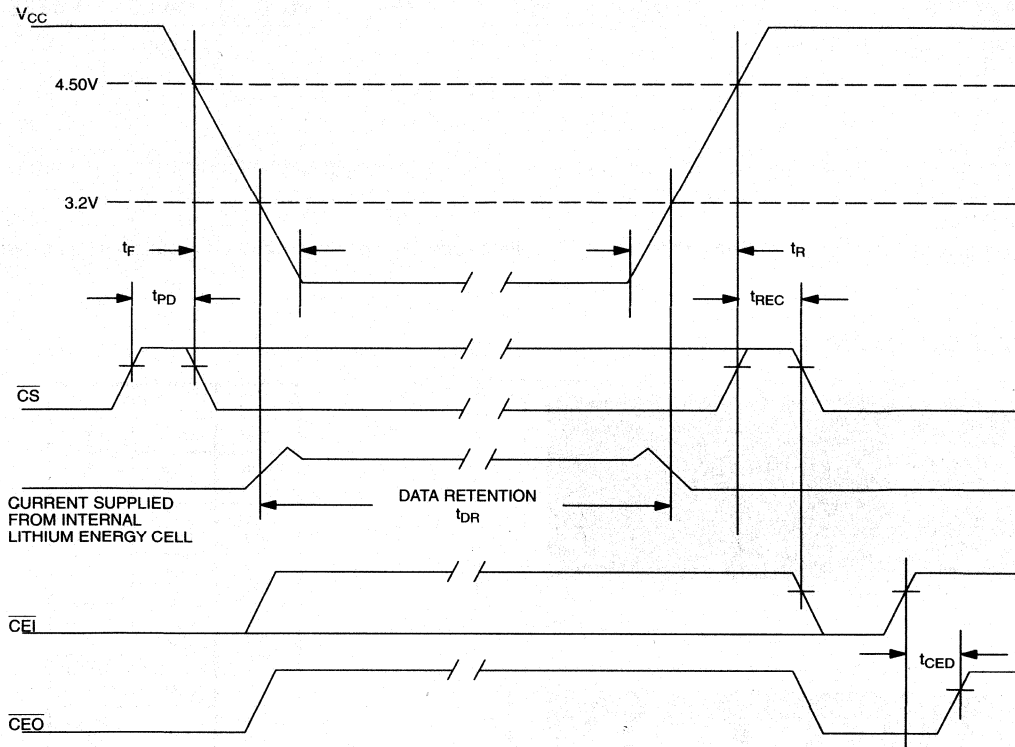 VCC
4.50V
3.2V
tF
tR
tPD
tREC
CS
CURRENT SUPPLIED
FROM INTERNAL
LITHIUM ENERGY CELL
DATA RETENTION
tDR
CEI
tCED
CEO